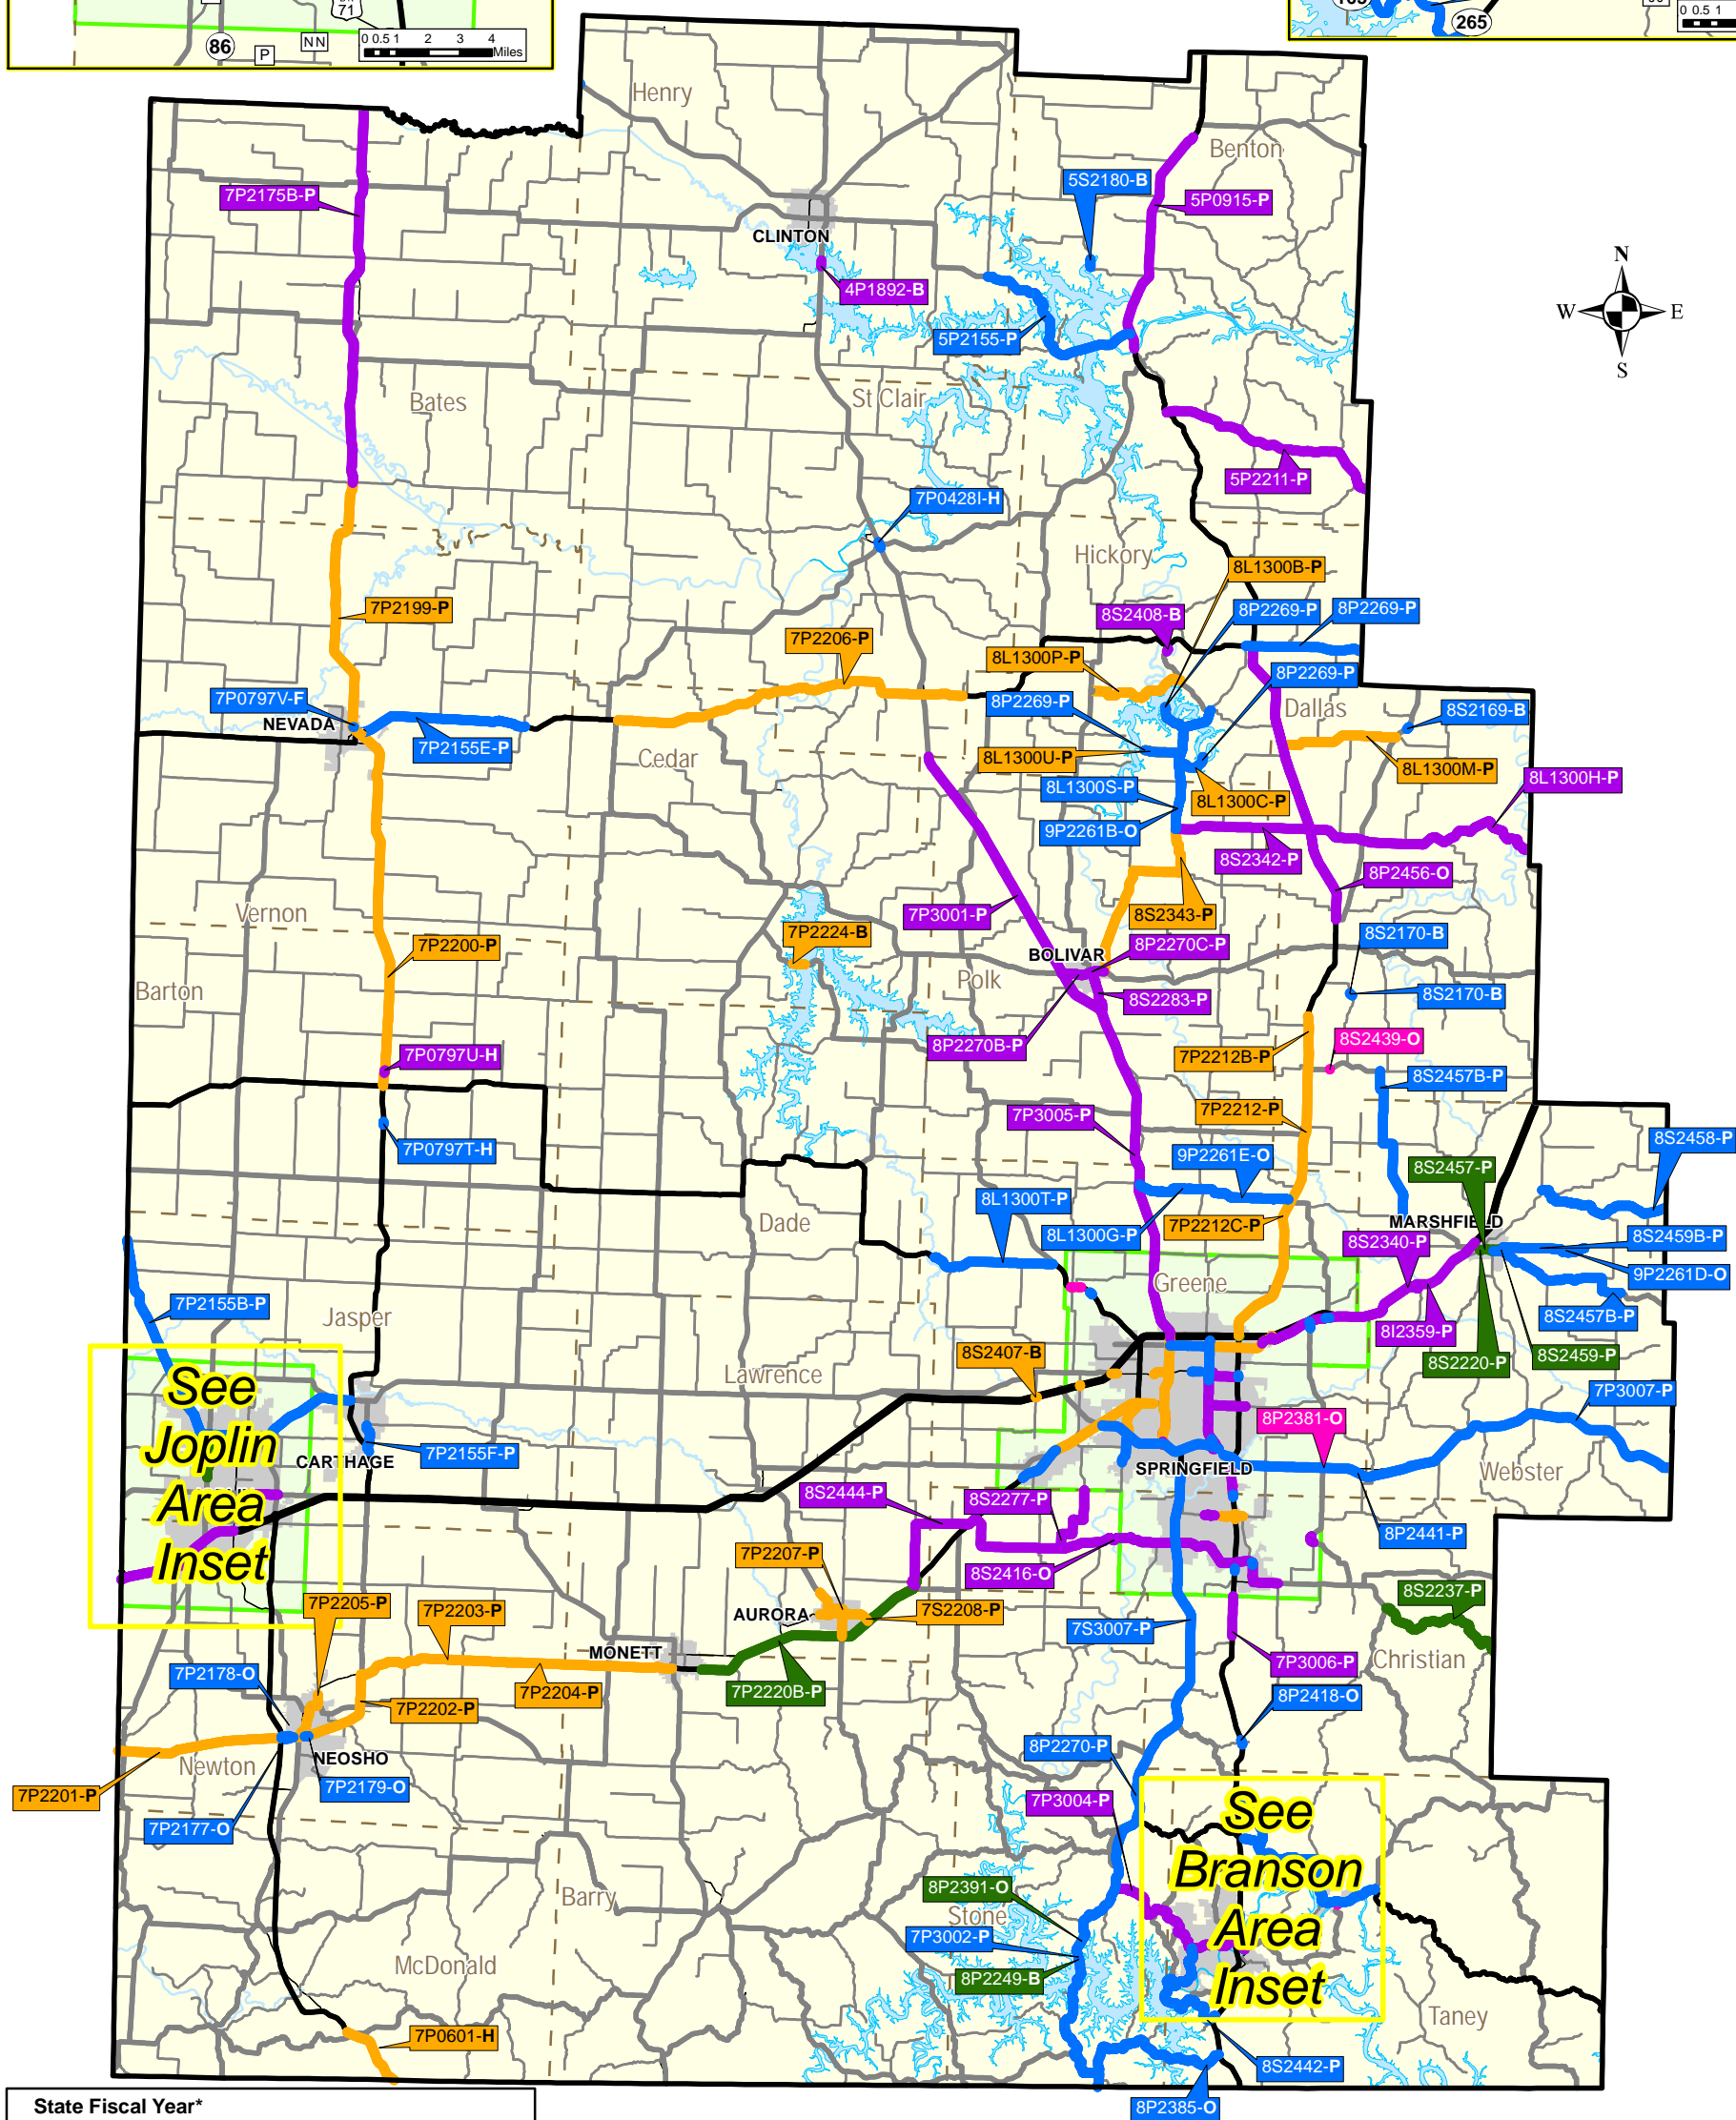 71
86
P
NN
0 0.5 1 2 3 4
Miles
265
0 0.5 1
Henry
Benton
7P2175B-P
5S2180-B
5P0915-P
CLINTON
4P1892-B
5P2155-P
N
W E
S
Bates
St Clair
5P2211-P
7P0428I-H
Hickory
8L1300B-P
7P2199-P
8S2408-B
8P2269-P
8P2269-P
7P2206-P
8L1300P-P
8P2269-P
7P0797V-F
NEVADA
8P2269-P
Dallas
8S2169-B
7P2155E-P
Cedar
8L1300U-P
8L1300M-P
8L1300H-P
8L1300S-P
8L1300C-P
9P2261B-O
8S2342-P
8P2456-O
Vernon
7P3001-P
8S2343-P
7P2224-B
7P2200-P
8S2170-B
BOLIVAR
8P2270C-P
Barton
Polk
8S2283-P
8S2170-B
8P2270B-P
8S2439-O
7P0797U-H
7P2212B-P
8S2457B-P
7P3005-P
7P2212-P
7P0797T-H
9P2261E-O
8S2458-P
8S2457-P
8L1300T-P
Dade
8L1300G-P
7P2212C-P
MARSHFIELD
8S2340-P
8S2459B-P
9P2261D-O
Greene
7P2155B-P
Jasper
8S2457B-P
8I2359-P
8S2407-B
8S2220-P
8S2459-P
Lawrence
See
Joplin
Area
Inset
7P3007-P
8P2381-O
7P2155F-P
CARTHAGE
SPRINGFIELD
Webster
8S2444-P
8S2277-P
8P2441-P
7P2207-P
8S2416-O
8S2237-P
7P2205-P
7P2203-P
AURORA
7S2208-P
7S3007-P
MONETT
7P3006-P
Christian
7P2178-O
7P2204-P
7P2220B-P
7P2202-P
8P2418-O
8P2270-P
NEOSHO
Newton
7P2179-O
7P2201-P
7P3004-P
7P2177-O
See
Branson
Area
Inset
Barry
8P2391-O
Stone
7P3002-P
McDonald
8P2249-B
Taney
7P0601-H
8S2442-P
8P2385-O
State Fiscal Year*